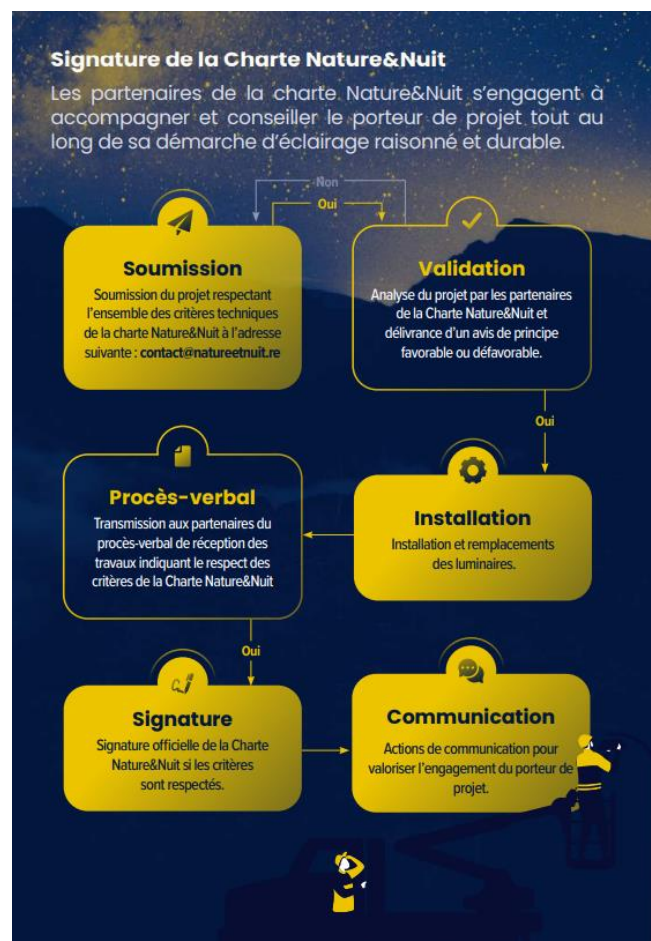 Signature de la Charte Nature&Nuit
Les partenaires de la charte Nature&Nuit s'engagent à
accompagner et conseiller le porteur de projet tout au
long de sa démarche d'éclairage raisonné et durable.
Non
Oui
Soumission
Soumission du projet respectant
l'ensemble des critères techniques
de la charte Nature&Nuit à l'adresse
suivante : contact@natureetnuit.re
Validation
Analyse du projet par les partenaires
de la Charte Nature&Nuit et
délivrance d'un avis de principe
favorable ou défavorable.
Oui
Installation
Installation et remplacements
des luminaires.
Procès-verbal
Transmission aux partenaires du
procès-verbal de réception des
travaux indiquant le respect des
critères de la Charte Nature&Nuit
Oui
Signature
Signature officielle de la Charte
Nature&Nuit si les critères
sont respectés.
Communication
Actions de communication pour
valoriser l'engagement du porteur de
projet.